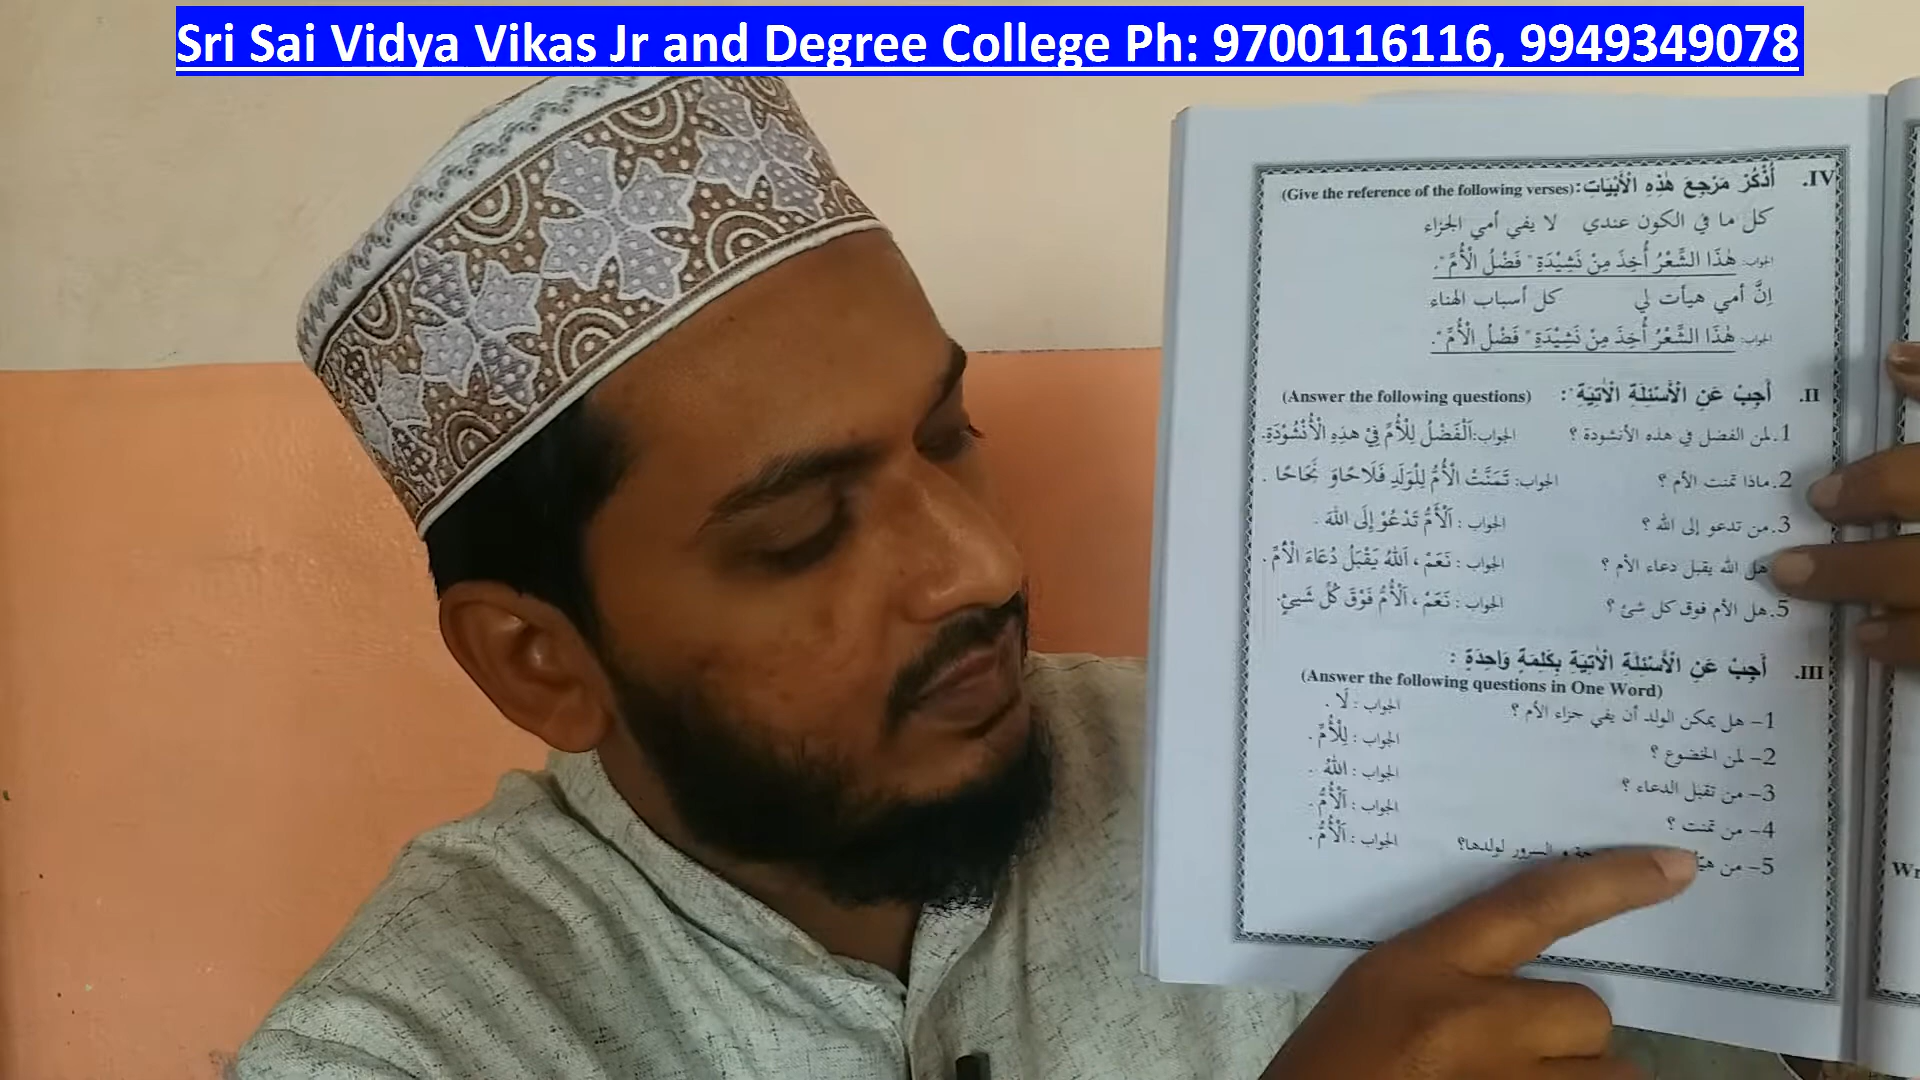 Sri Sai Vidya Vikas Jr and Degree College Ph: 9700116116, 9949349078
IV. أُذْكُرْ مَرْجِعَ هٰذِهِ الْأَبْيَاتِ: (Give the reference of the following verses)
كل ما في الكون عندي لا يفي أمي الجزاء
الجواب: هٰذَا الشِّعْرُ أُخِذَ مِنْ نَشِيْدَةِ " فَضْلُ الْأُمِّ".
اِنَّ أمي هيأت لي كل أسباب الهناء
الجواب: هٰذَا الشِّعْرُ أُخِذَ مِنْ نَشِيْدَةِ " فَضْلُ الْأُمِّ".
II. أَجِبْ عَنِ الْأَسْئِلَةِ الْاٰتِيَةِ : (Answer the following questions)
1. لمن الفضل في هذه الأنشودة ؟ الجواب: اَلْفَضْلُ لِلْأُمِّ فِيْ هذِهِ الْأُنْشُوْدَةِ.
2. ماذا تمنت الأم ؟ الجواب: تَمَنَّتْ الْأُمُّ لِلْوَلَدِ فَلَاحًاوَ نَجَاحًا .
3. من تدعو إلى الله ؟ الجواب : اَلْأُمُّ تَدْعُوْ إِلَى اللهَ .
هل الله يقبل دعاء الأم ؟ الجواب : نَعَمْ ، اَللهُ يَقْبَلُ دُعَاءَ الْأُمِّ .
5. هل الأم فوق كل شئ ؟ الجواب : نَعَمْ ، اَلْأُمُّ فَوْقَ كُلِّ شَيئٍ.
III. أَجِبْ عَنِ الْأَسْئِلَةِ الْاٰتِيَةِ بِكَلِمَةٍ وَاحِدَةٍ :
(Answer the following questions in One Word)
1- هل يمكن الولد أن يفي جزاء الأم ؟ الجواب : لَا .
2- لمن الخضوع ؟ الجواب : لِلْأُمِّ .
3- من تقبل الدعاء ؟ الجواب : اَللهُ .
4- من تمنت ؟ الجواب : اَلْأُمُّ .
5- من و السرور لولدها؟ الجواب : اَلْأُمُّ .